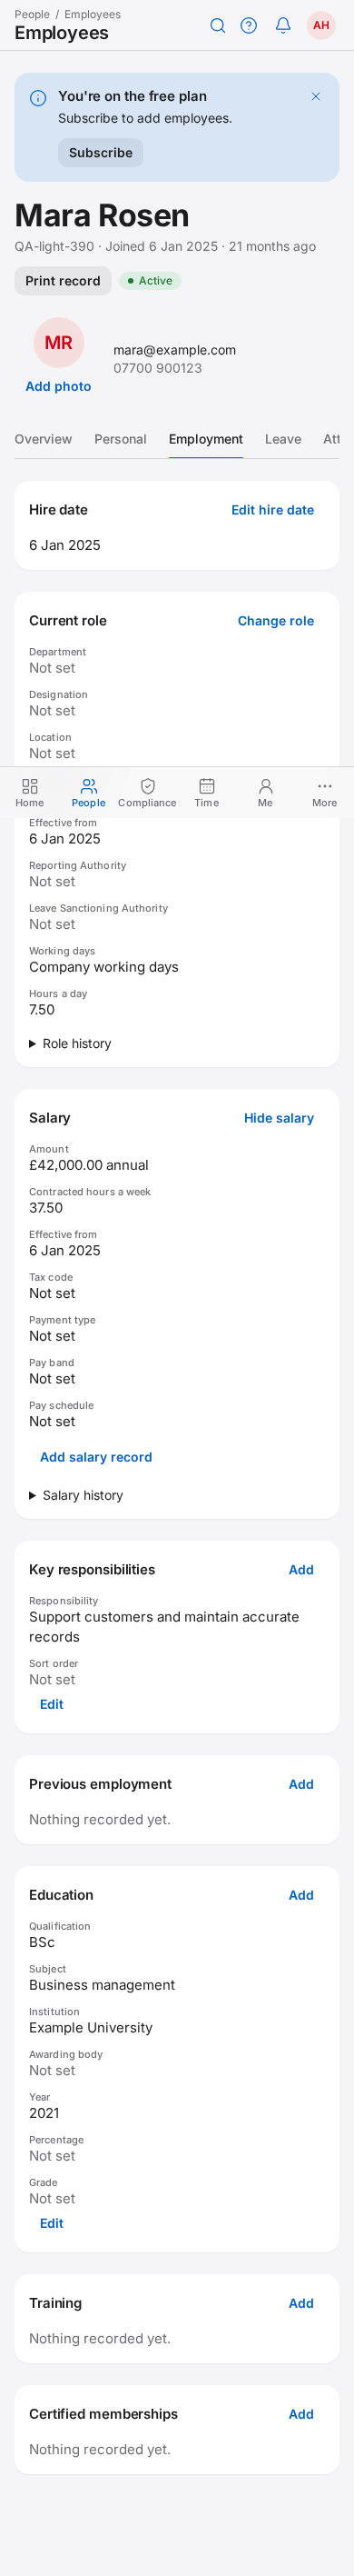 People / Employees
Employees
AH
You're on the free plan
Subscribe to add employees.
Subscribe
Mara Rosen
QA-light-390 · Joined 6 Jan 2025 · 21 months ago
Print record
Active
MR
Add photo
mara@example.com
07700 900123
Overview Personal Employment Leave Att
Hire date
Edit hire date
6 Jan 2025
Current role
Change role
Department
Not set
Designation
Not set
Location
Not set
Home People Compliance Time Me More
Effective from
6 Jan 2025
Reporting Authority
Not set
Leave Sanctioning Authority
Not set
Working days
Company working days
Hours a day
7.50
Role history
Salary
Hide salary
Amount
£42,000.00 annual
Contracted hours a week
37.50
Effective from
6 Jan 2025
Tax code
Not set
Payment type
Not set
Pay band
Not set
Pay schedule
Not set
Add salary record
Salary history
Key responsibilities
Add
Responsibility
Support customers and maintain accurate
records
Sort order
Not set
Edit
Previous employment
Add
Nothing recorded yet.
Education
Add
Qualification
BSc
Subject
Business management
Institution
Example University
Awarding body
Not set
Year
2021
Percentage
Not set
Grade
Not set
Edit
Training
Add
Nothing recorded yet.
Certified memberships
Add
Nothing recorded yet.